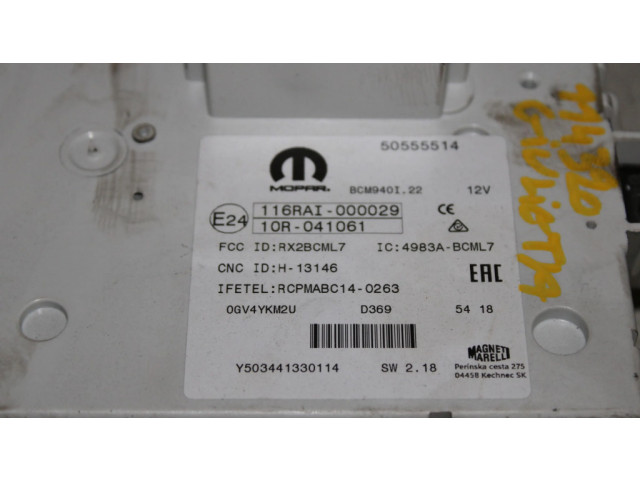 50555514
MOPAR
BCM940I.22 12V
E24 116RAI-000029 CE
10R-041061
FCC ID:RX2BCML7 IC:4983A-BCML7
CNC ID:H-13146 EAC
IFETEL:RCPMABC14-0263
0GV4YKM2U D369 54 18
Y503441330114 SW 2.18
MAGNETI
MARELLI
Perinska cesta 275
04458 Kechnec SK